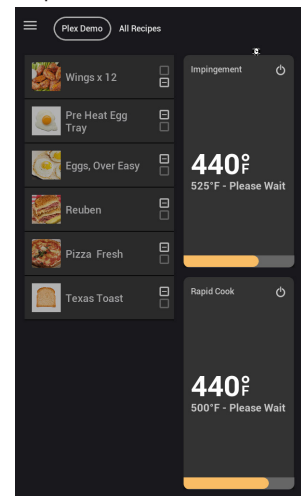 Plex Demo
All Recipes
Wings x 12
Pre Heat Egg
Tray
Eggs, Over Easy
Reuben
Pizza Fresh
Texas Toast
Impingement
440°F
525°F - Please Wait
Rapid Cook
440°F
500°F - Please Wait